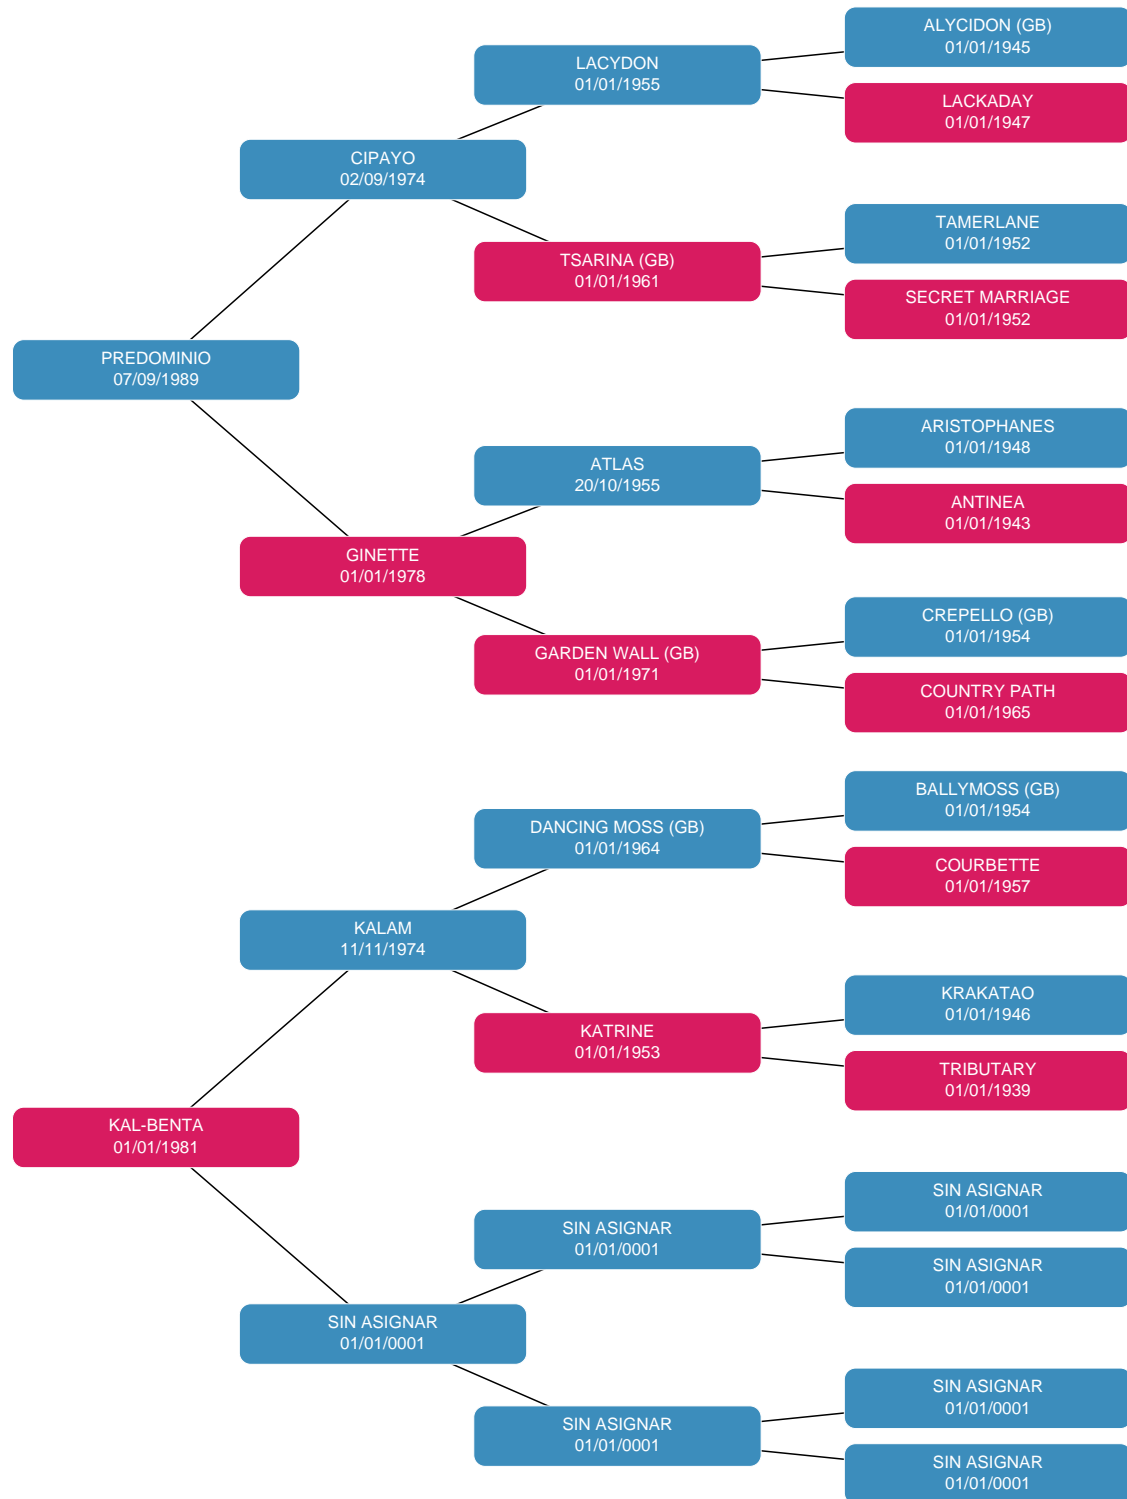 ALYCIDON (GB)
01/01/1945
LACYDON
01/01/1955
LACKADAY
01/01/1947
CIPAYO
02/09/1974
TAMERLANE
01/01/1952
TSARINA (GB)
01/01/1961
SECRET MARRIAGE
01/01/1952
PREDOMINIO
07/09/1989
ARISTOPHANES
01/01/1948
ATLAS
20/10/1955
ANTINEA
01/01/1943
GINETTE
01/01/1978
CREPELLO (GB)
01/01/1954
GARDEN WALL (GB)
01/01/1971
COUNTRY PATH
01/01/1965
BALLYMOSS (GB)
01/01/1954
DANCING MOSS (GB)
01/01/1964
COURBETTE
01/01/1957
KALAM
11/11/1974
KRAKATAO
01/01/1946
KATRINE
01/01/1953
TRIBUTARY
01/01/1939
KAL-BENTA
01/01/1981
SIN ASIGNAR
01/01/0001
SIN ASIGNAR
01/01/0001
SIN ASIGNAR
01/01/0001
SIN ASIGNAR
01/01/0001
SIN ASIGNAR
01/01/0001
SIN ASIGNAR
01/01/0001
SIN ASIGNAR
01/01/0001